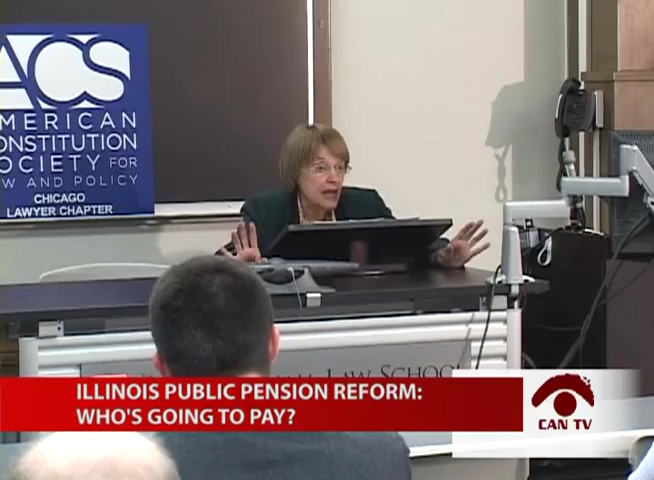 ACS
AMERICAN
CONSTITUTION
SOCIETY FOR
LAW AND POLICY
CHICAGO
LAWYER CHAPTER
LAW SCHOOL
ILLINOIS PUBLIC PENSION REFORM:
WHO'S GOING TO PAY?
CAN TV